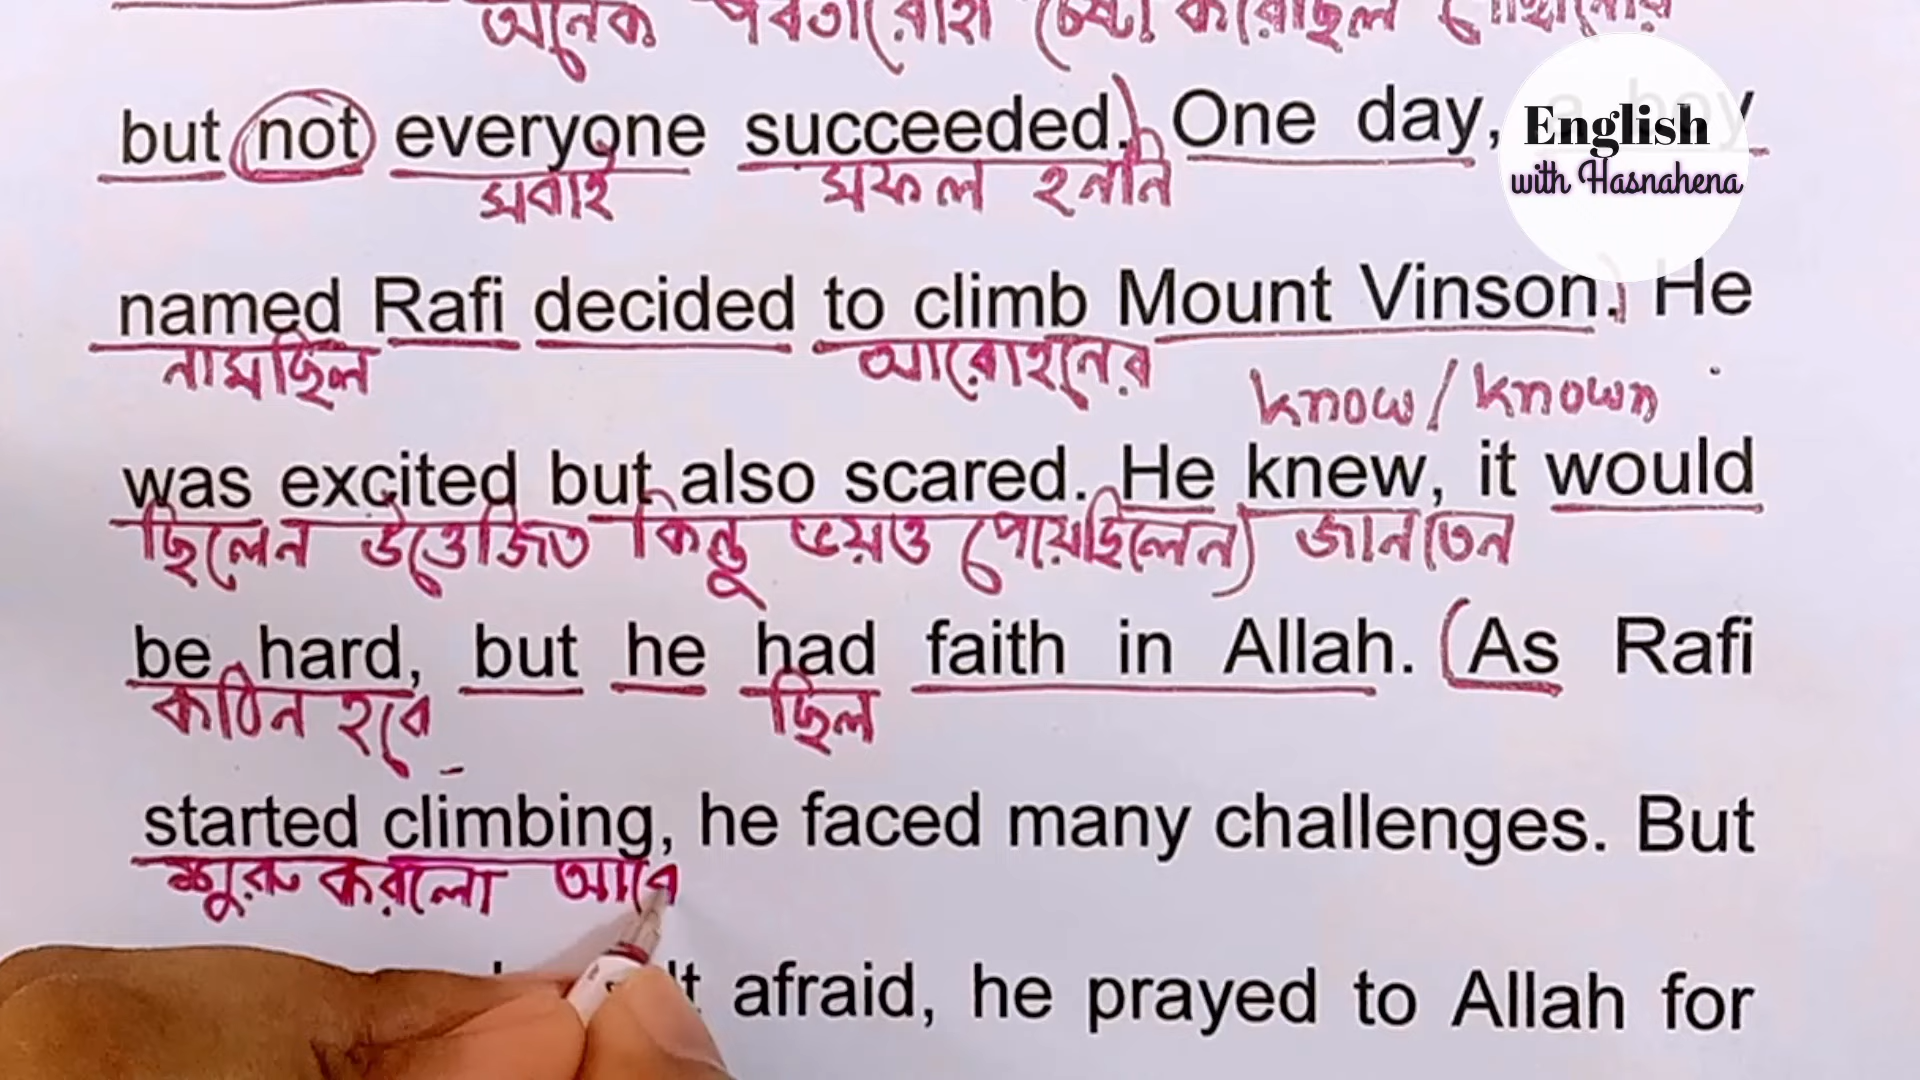 অনেক পর্বতারোহী চেষ্টা করেছিল পৌঁছানোর
but not everyone succeeded. One day, a boy
English
with Hasnahena
সবাই সফল হননি
named Rafi decided to climb Mount Vinson. He
নামছিল আরোহনের
know/known
was excited but also scared. He knew, it would
ছিলেন উত্তেজিত কিন্তু ভয়ও পেয়েছিলেন) জানতেন
be hard, but he had faith in Allah. (As Rafi
কঠিন হবে ছিল
started climbing, he faced many challenges. But
শুরু করলো আরো
afraid, he prayed to Allah for